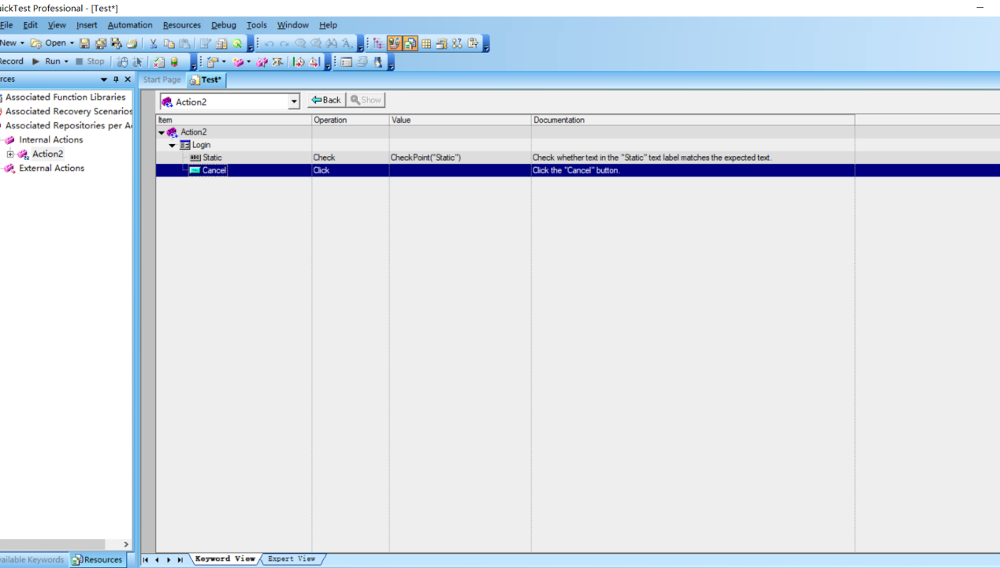 uickTest Professional - [Test*]
File Edit View Insert Automation Resources Debug Tools Window Help
New Open
Record Run Stop
rces
Start Page Test*
Associated Function Libraries
Associated Recovery Scenarios
Associated Repositories per A
Internal Actions
Action2
External Actions
Action2 Back Show
Item Operation Value Documentation
Action2
Login
Static Check CheckPoint("Static") Check whether text in the "Static" text label matches the expected text.
Cancel Click Click the "Cancel" button.
vailable Keywords Resources
Keyword View Expert View